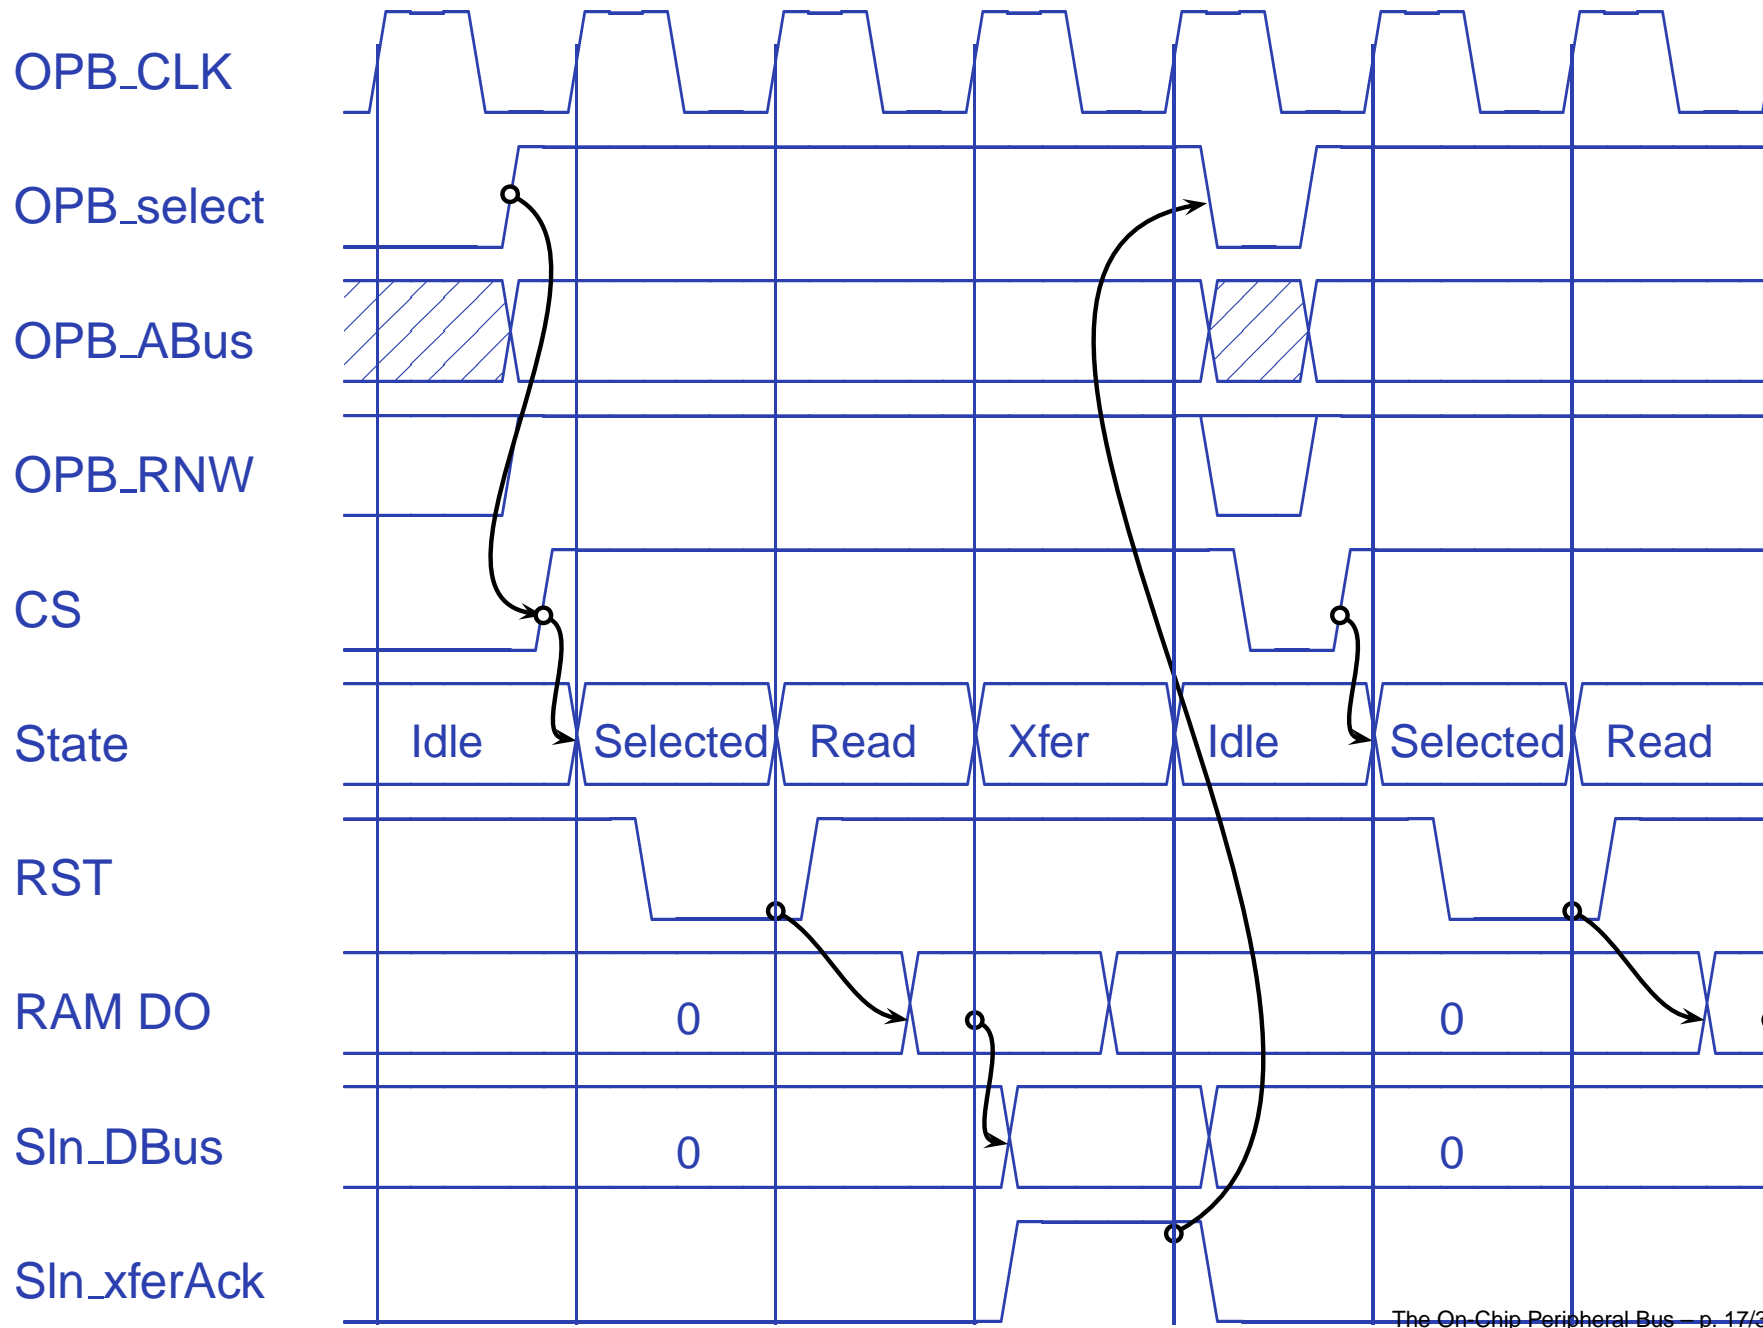 OPB_CLK
OPB_select
OPB_ABus
OPB_RNW
CS
State Idle Selected Read Xfer Idle Selected Read
RST
RAM DO 0 0
Sln_DBus 0 0
Sln_xferAck
The On-Chip Peripheral Bus – p. 17/3